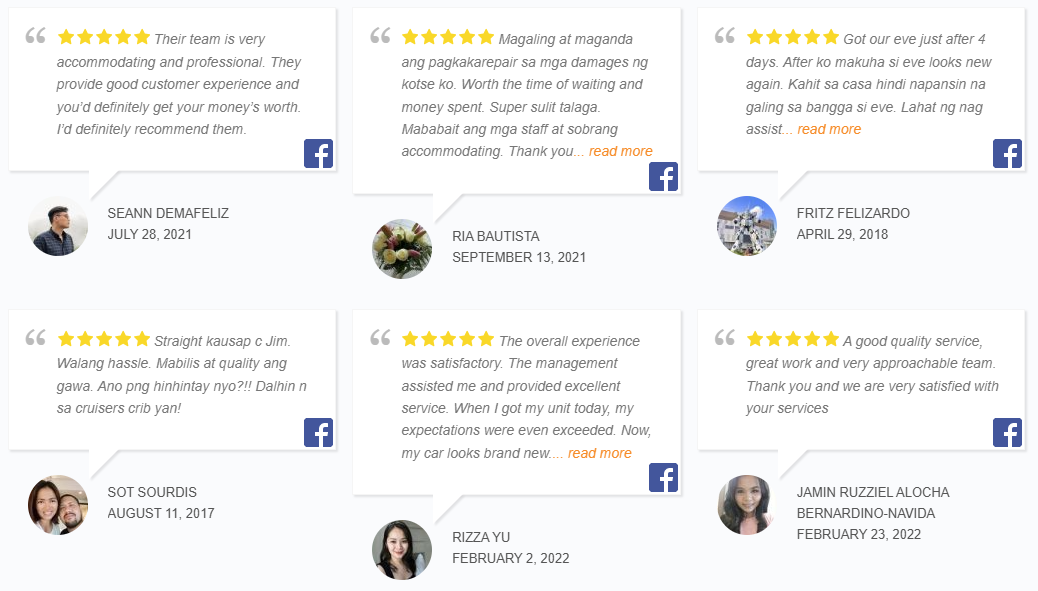 Their team is very
accommodating and professional. They
provide good customer experience and
you’d definitely get your money’s worth.
I’d definitely recommend them.
SEANN DEMAFELIZ
JULY 28, 2021
Magaling at maganda
ang pagkakarepair sa mga damages ng
kotse ko. Worth the time of waiting and
money spent. Super sulit talaga.
Mababait ang mga staff at sobrang
accommodating. Thank you... read more
RIA BAUTISTA
SEPTEMBER 13, 2021
Got our eve just after 4
days. After ko makuha si eve looks new
again. Kahit sa casa hindi napansin na
galing sa bangga si eve. Lahat ng nag
assist... read more
FRITZ FELIZARDO
APRIL 29, 2018
Straight kausap c Jim.
Walang hassle. Mabilis at quality ang
gawa. Ano png hinhintay nyo?!! Dalhin n
sa cruisers crib yan!
SOT SOURDIS
AUGUST 11, 2017
The overall experience
was satisfactory. The management
assisted me and provided excellent
service. When I got my unit today, my
expectations were even exceeded. Now,
my car looks brand new.... read more
RIZZA YU
FEBRUARY 2, 2022
A good quality service,
great work and very approachable team.
Thank you and we are very satisfied with
your services
JAMIN RUZZIEL ALOCHA
BERNARDINO-NAVIDA
FEBRUARY 23, 2022